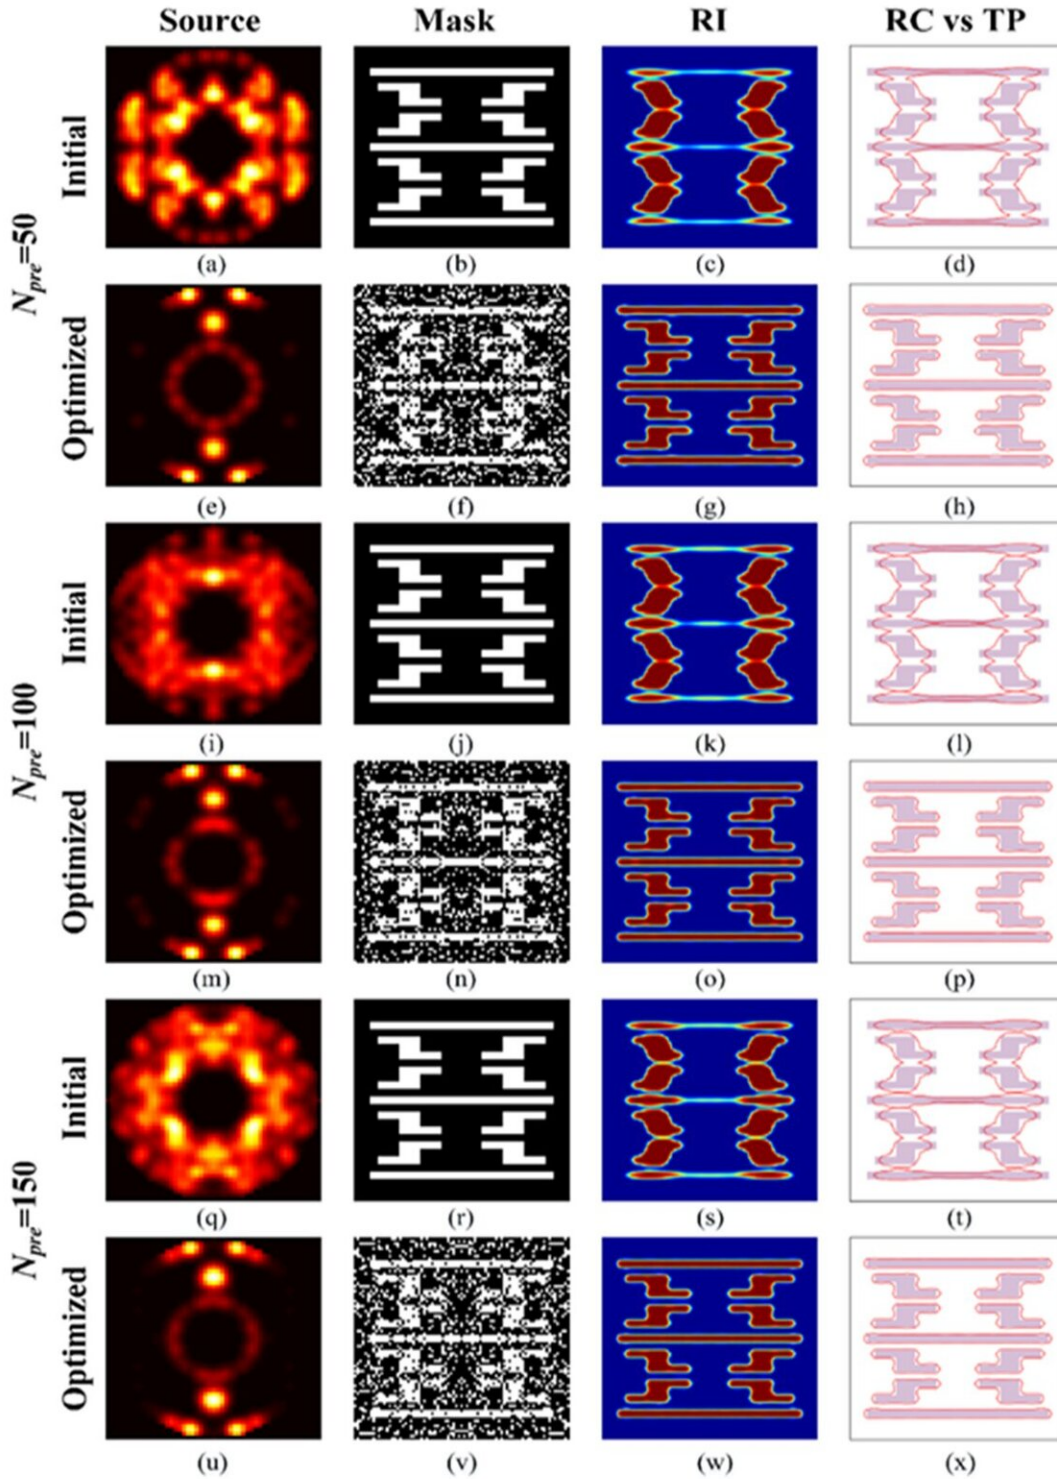 Source Mask RI RC vs TP
N_pre=50
Initial
(a) (b) (c) (d)
Optimized
(e) (f) (g) (h)
N_pre=100
Initial
(i) (j) (k) (l)
Optimized
(m) (n) (o) (p)
N_pre=150
Initial
(q) (r) (s) (t)
Optimized
(u) (v) (w) (x)